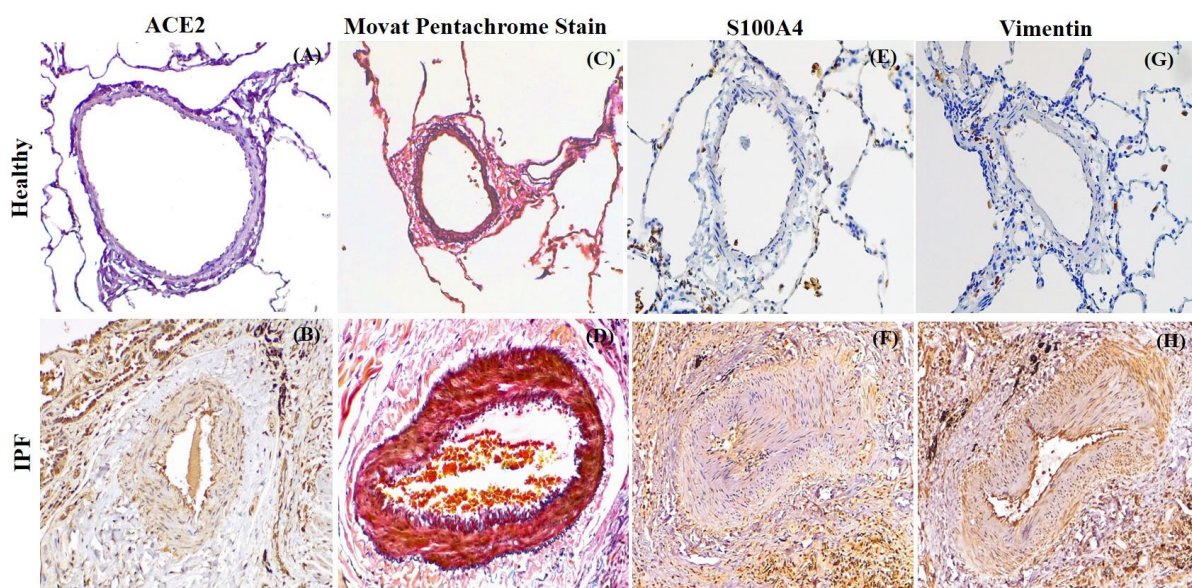 ACE2
Movat Pentachrome Stain
S100A4
Vimentin
Healthy
(A)
(C)
(E)
(G)
IPF
(B)
(D)
(F)
(H)